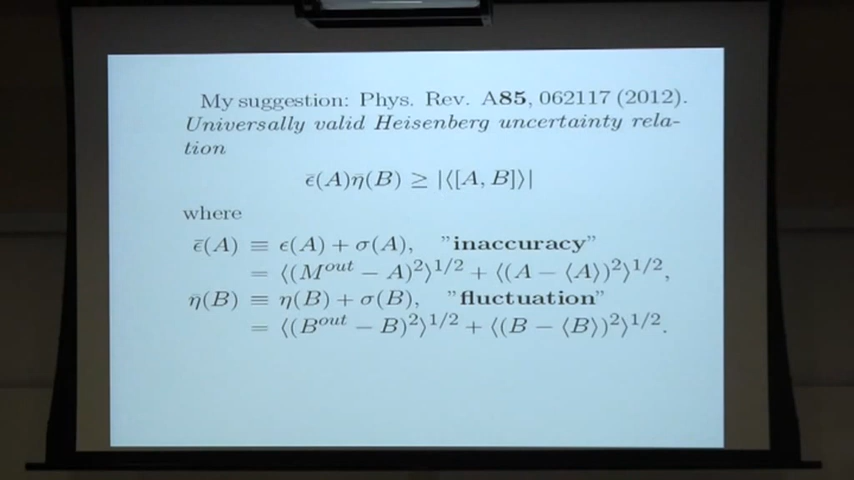 My suggestion: Phys. Rev. A85, 062117 (2012).
Universally valid Heisenberg uncertainty rela-
tion
ϵ̄(A)η̄(B) ≥ |⟨[A, B]⟩|
where
ϵ̄(A) ≡ ϵ(A) + σ(A), "inaccuracy"
= ⟨(M^out − A)^2⟩^1/2 + ⟨(A − ⟨A⟩)^2⟩^1/2,
η̄(B) ≡ η(B) + σ(B), "fluctuation"
= ⟨(B^out − B)^2⟩^1/2 + ⟨(B − ⟨B⟩)^2⟩^1/2.